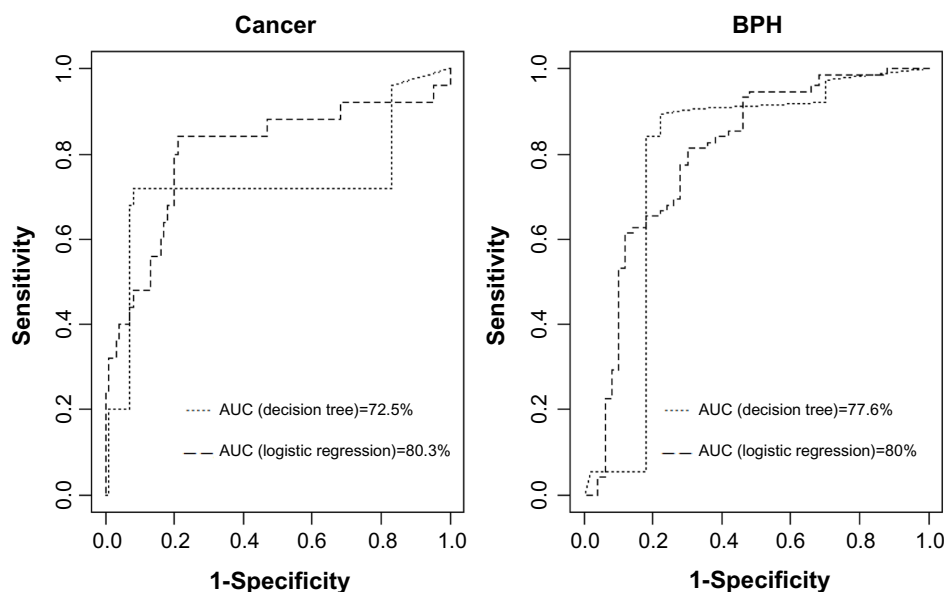 Cancer
1.0
0.8
0.6
0.4
0.2
0.0
Sensitivity
AUC (decision tree)=72.5%
AUC (logistic regression)=80.3%
0.0 0.2 0.4 0.6 0.8 1.0
1-Specificity
BPH
1.0
0.8
0.6
0.4
0.2
0.0
Sensitivity
AUC (decision tree)=77.6%
AUC (logistic regression)=80%
0.0 0.2 0.4 0.6 0.8 1.0
1-Specificity